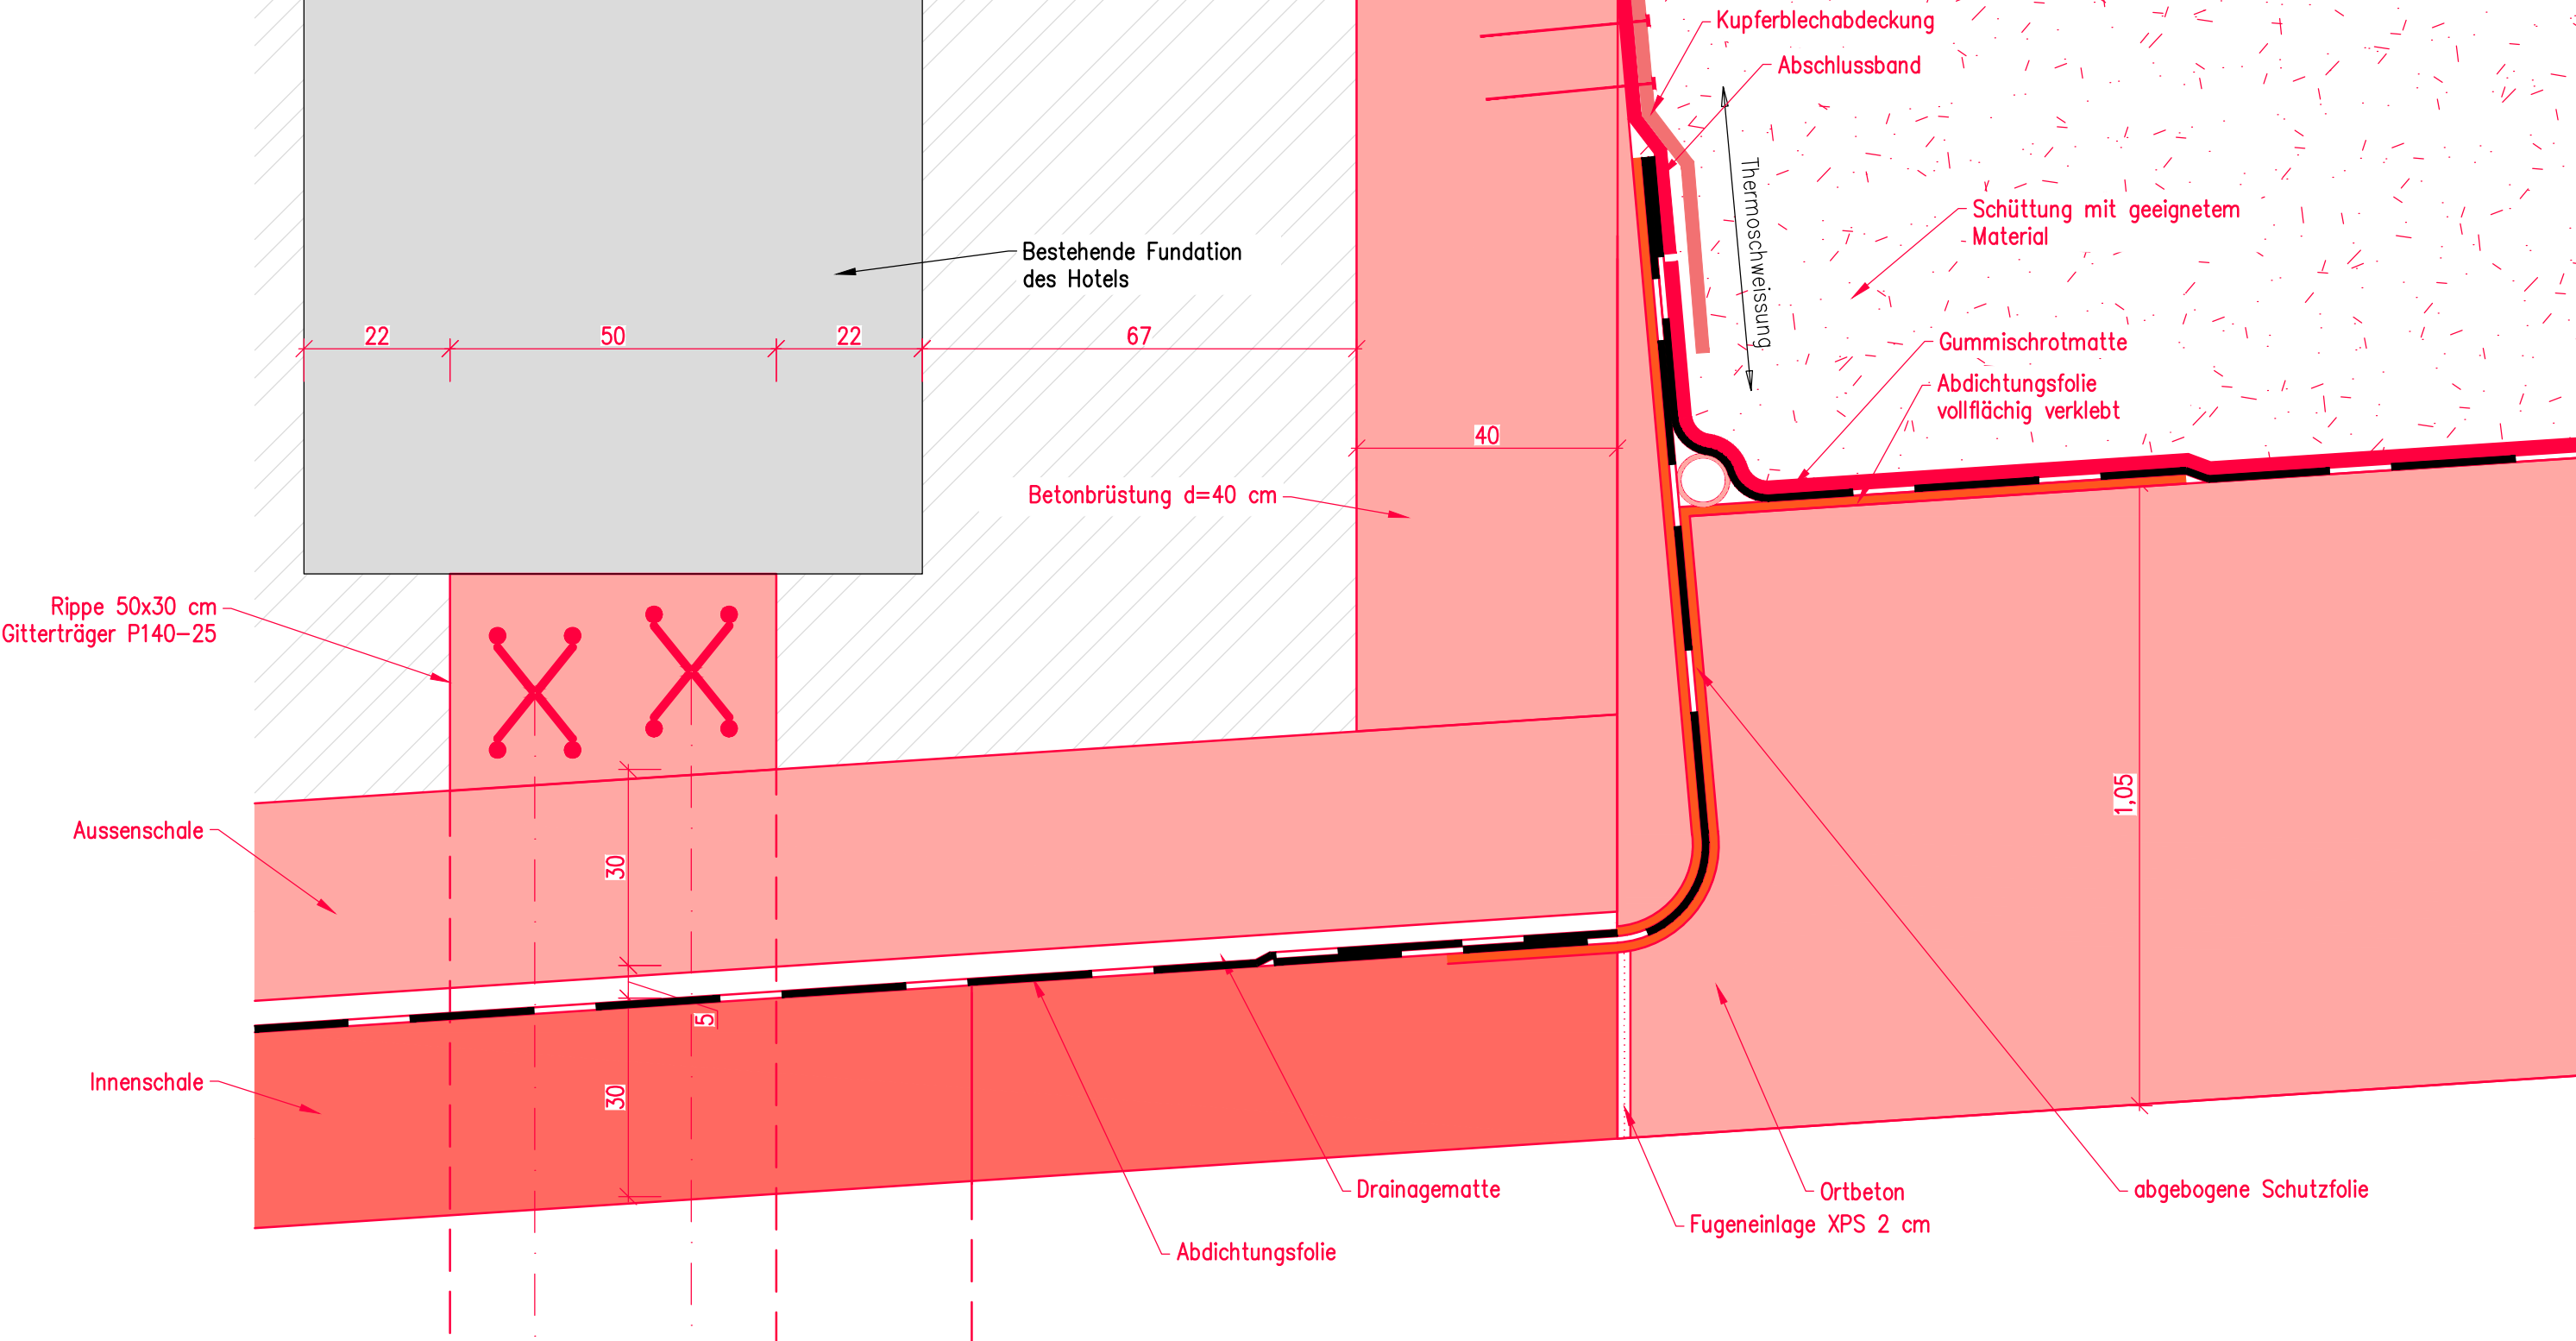 Kupferblechabdeckung
Abschlussband
Thermoschweissung
Schüttung mit geeignetem
Material
Bestehende Fundation
des Hotels
22
50
22
67
Gummischrotmatte
Abdichtungsfolie
vollflächig verklebt
40
Betonbrüstung d=40 cm
Rippe 50x30 cm
Gitterträger P140-25
1,05
Aussenschale
30
5
Innenschale
30
Drainagematte
Ortbeton
abgebogene Schutzfolie
Fugeneinlage XPS 2 cm
Abdichtungsfolie